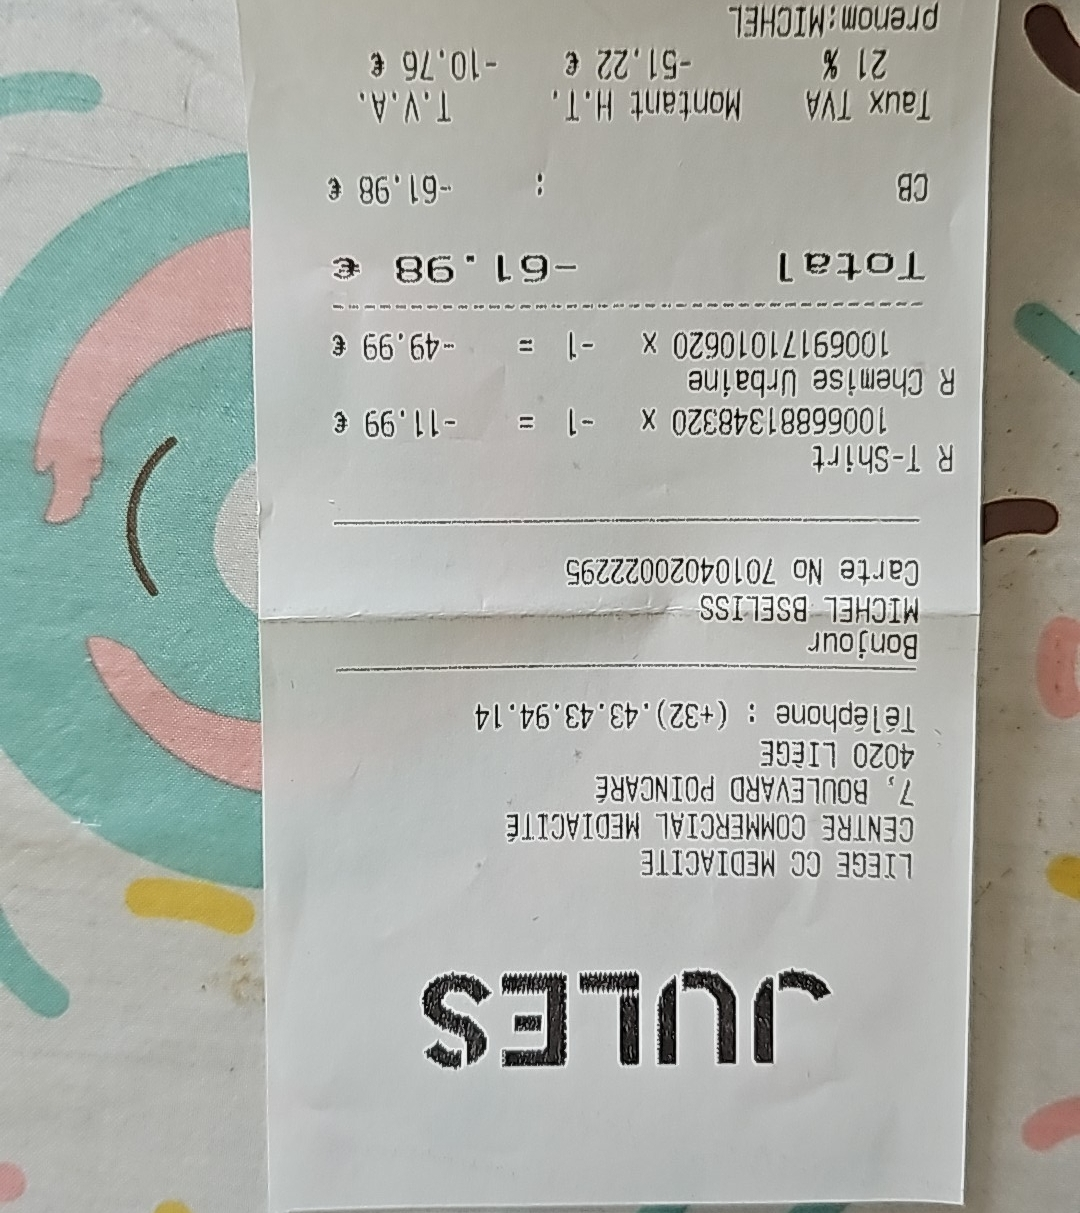 JULES
LIEGE CC MEDIACITE
CENTRE COMMERCIAL MEDIACITÉ
7, BOULEVARD POINCARÉ
4020 LIÈGE
Téléphone : (+32).43.43.94.14
Bonjour
MICHEL BSELISS
Carte No 7010402002222295
R T-Shirt
10066881348320 x -1 = -11.99 €
R Chemise Urbaine
10069171010620 x -1 = -49.99 €
Total -61.98 €
CB : -61.98 €
Taux TVA Montant H.T. T.V.A.
21 % -51.22 € -10.76 €
prenom:MICHEL